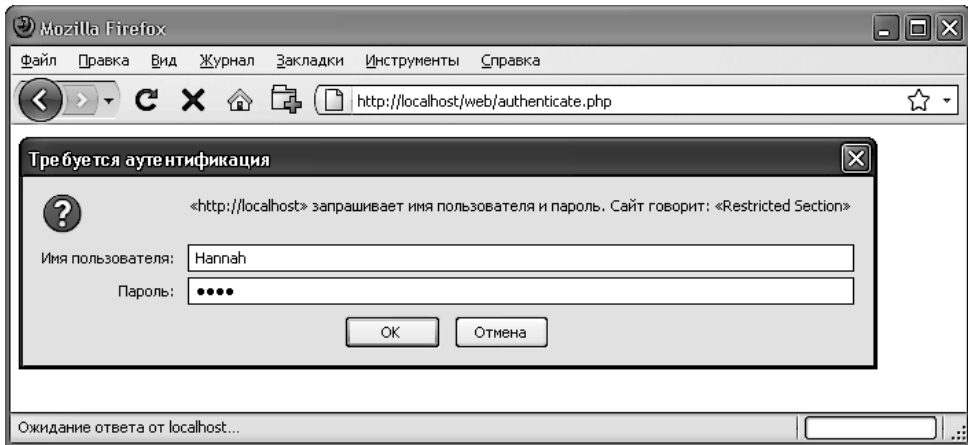 Mozilla Firefox
Файл Правка Вид Журнал Закладки Инструменты Справка
http://localhost/web/authenticate.php
Требуется аутентификация
«http://localhost» запрашивает имя пользователя и пароль. Сайт говорит: «Restricted Section»
Имя пользователя: Hannah
Пароль: ••••
OK Отмена
Ожидание ответа от localhost...